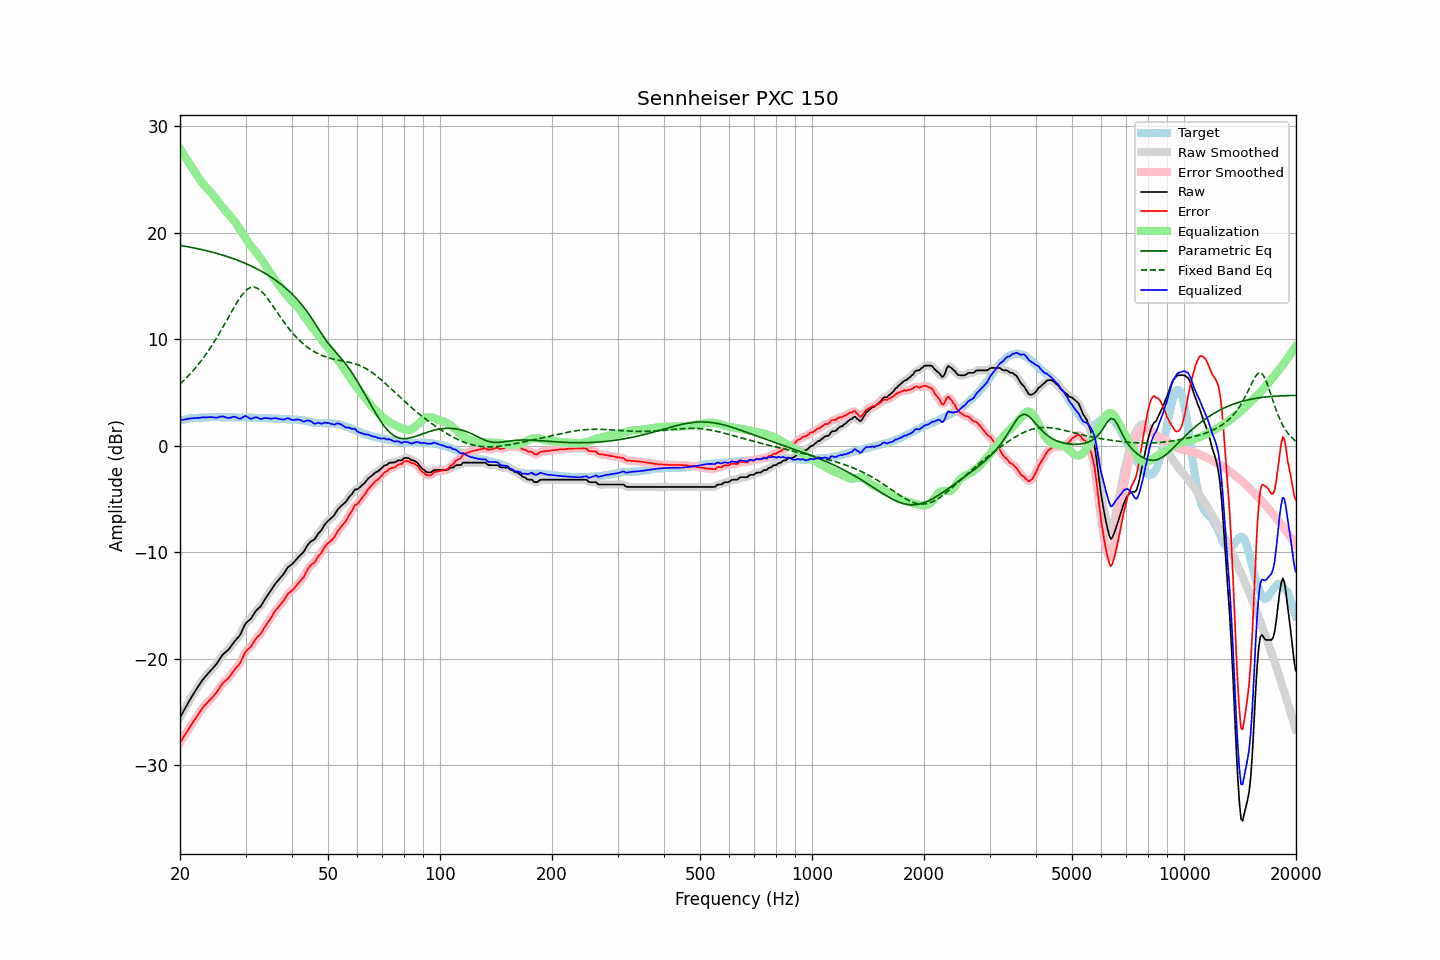 Sennheiser PXC 150
Target
Raw Smoothed
Error Smoothed
Raw
Error
Equalization
Parametric Eq
Fixed Band Eq
Equalized
30
20
10
0
−10
−20
−30
Amplitude (dBr)
20 50 100 200 500 1000 2000 5000 10000 20000
Frequency (Hz)